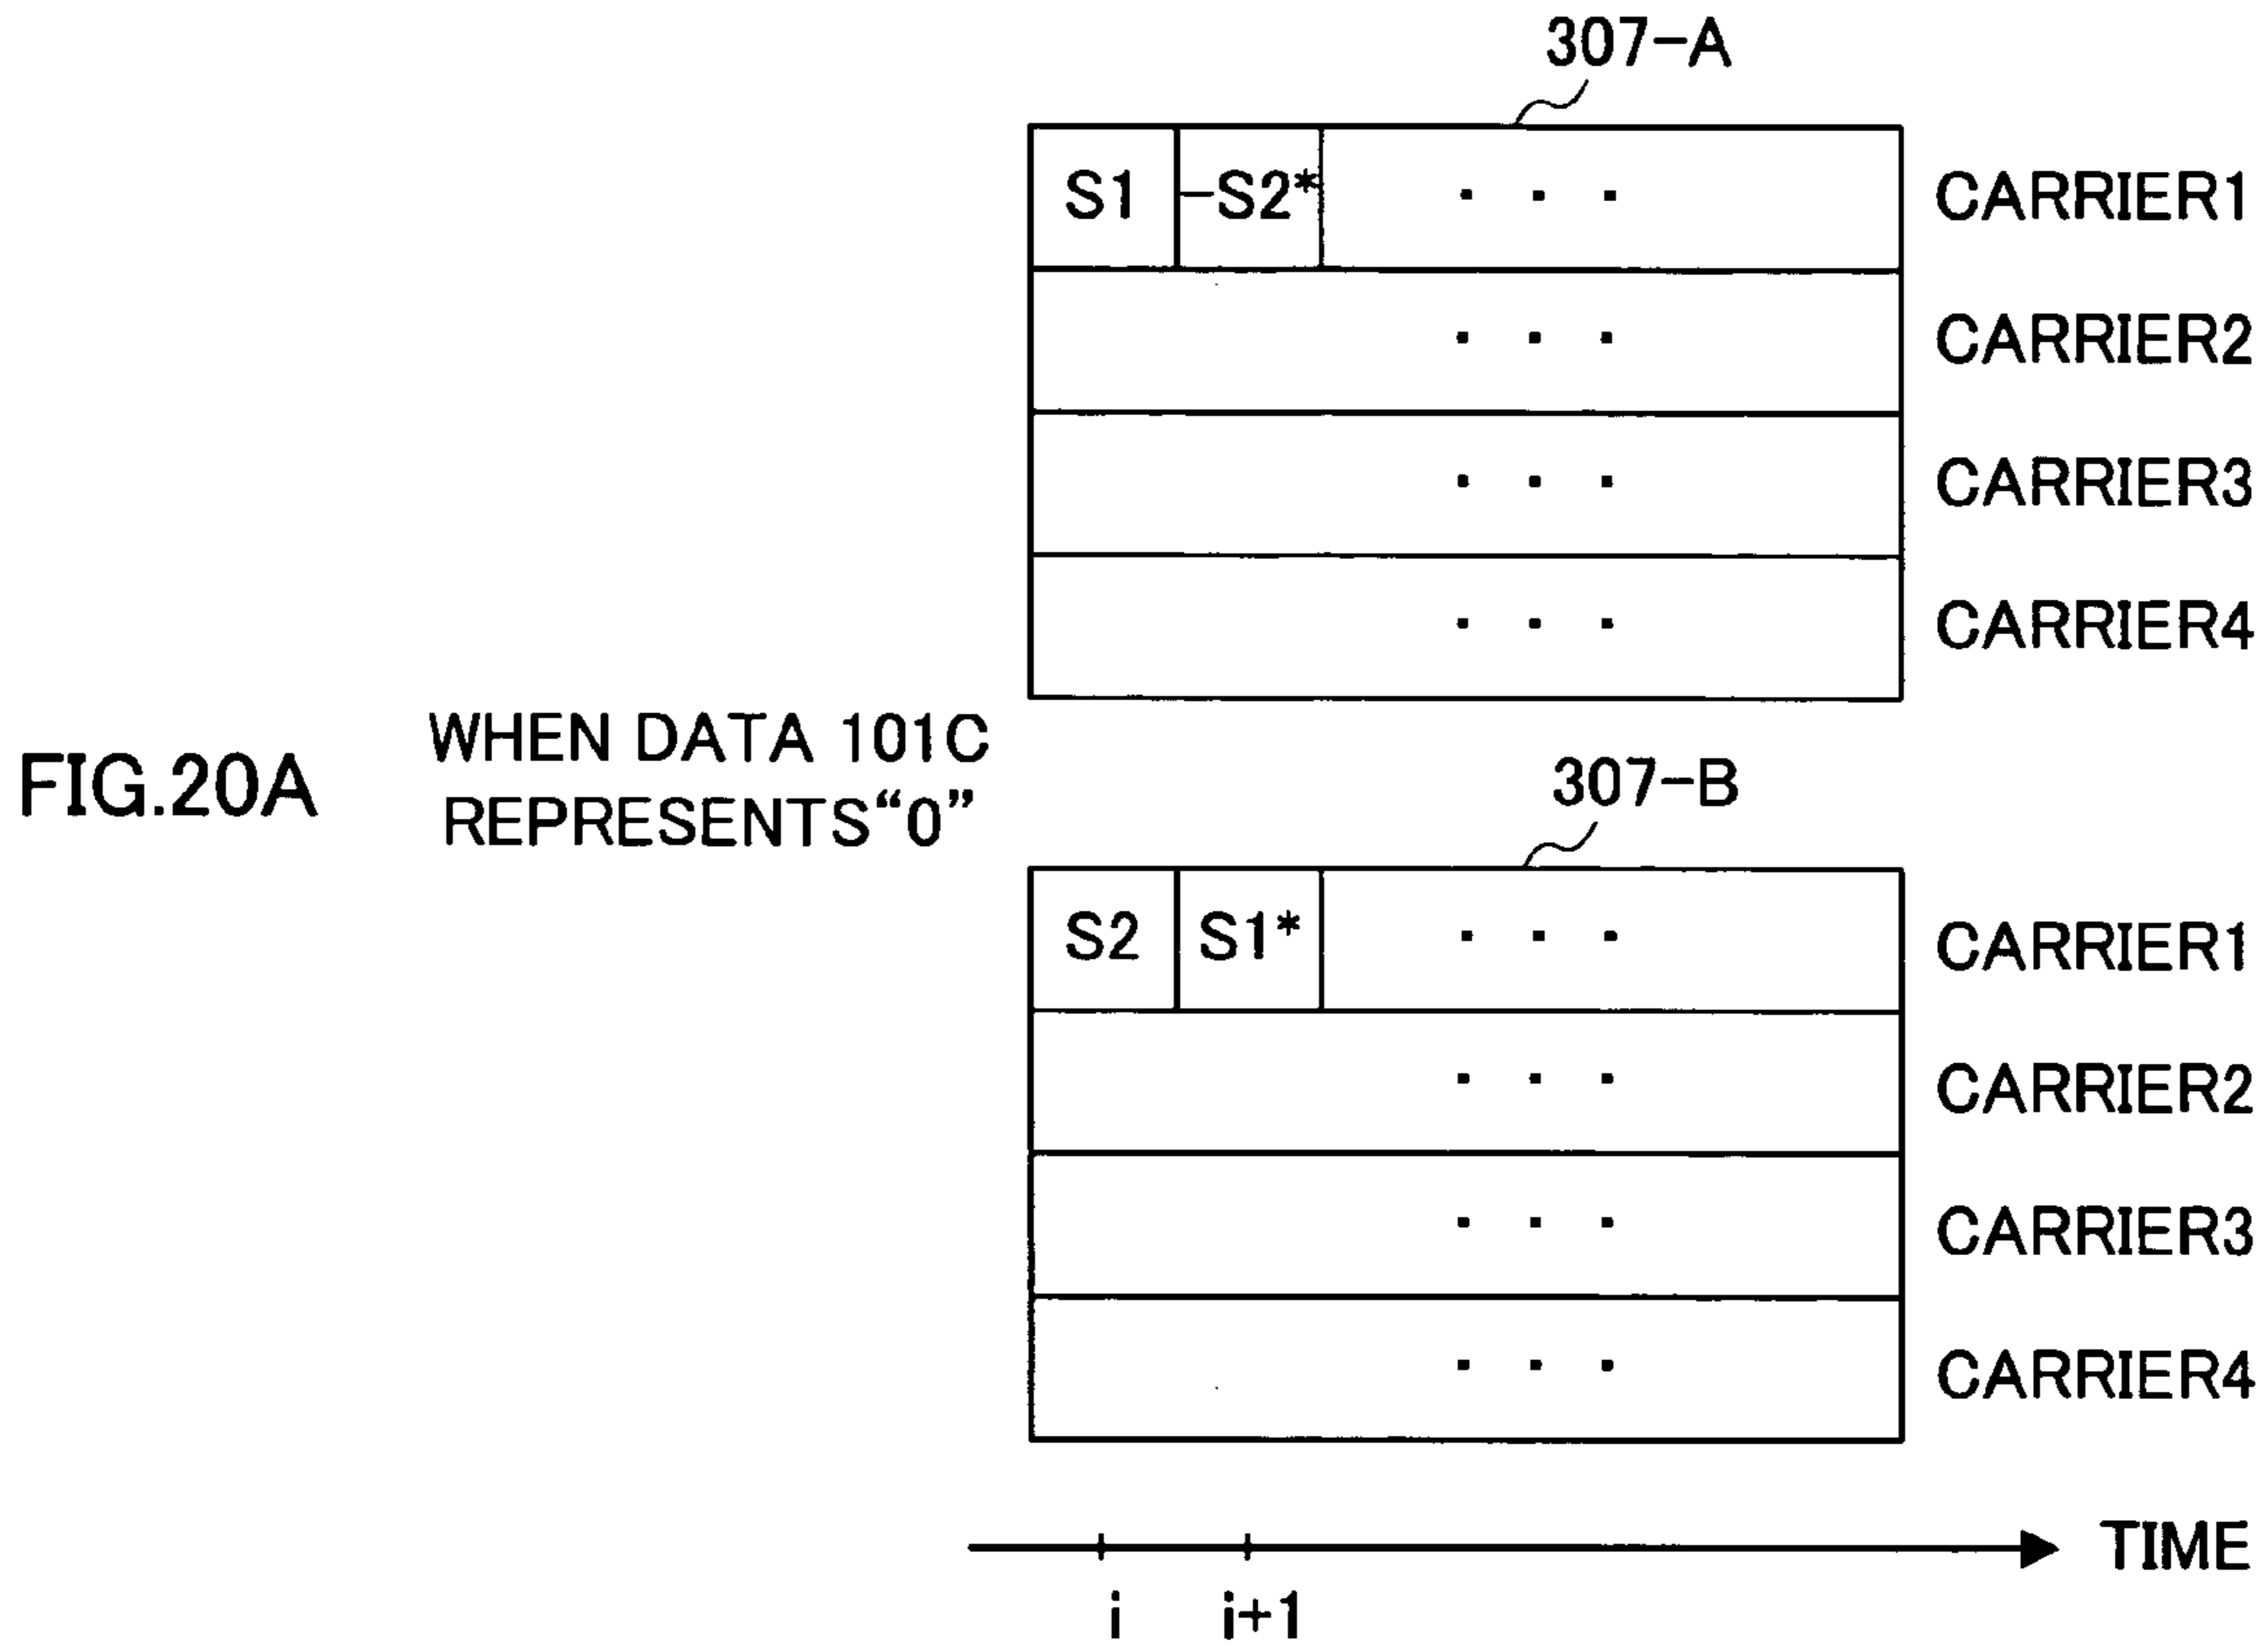 307-A
S1 -S2* · · · CARRIER1
· · · CARRIER2
· · · CARRIER3
· · · CARRIER4
FIG.20A
WHEN DATA 101C
REPRESENTS“0”
307-B
S2 S1* · · · CARRIER1
· · · CARRIER2
· · · CARRIER3
· · · CARRIER4
TIME
i i+1